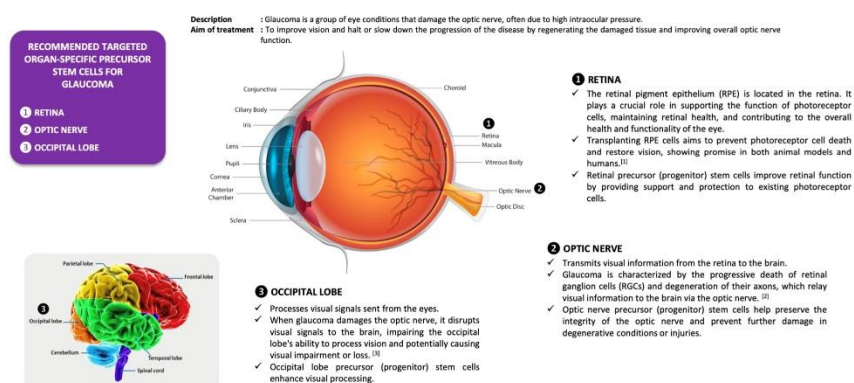 Description : Glaucoma is a group of eye conditions that damage the optic nerve, often due to high intraocular pressure.
Aim of treatment : To improve vision and halt or slow down the progression of the disease by regenerating the damaged tissue and improving overall optic nerve
function.
RECOMMENDED TARGETED
ORGAN-SPECIFIC PRECURSOR
STEM CELLS FOR
GLAUCOMA
1 RETINA
2 OPTIC NERVE
3 OCCIPITAL LOBE
Conjunctiva
Choroid
Ciliary Body
Iris
Lens
Pupli
Cornea
Anterior
Chamber
Sclera
1
Retina
Macula
Vitreous Body
Optic Nerve 2
Optic Disc
1 RETINA
✓ The retinal pigment epithelium (RPE) is located in the retina. It
plays a crucial role in supporting the function of photoreceptor
cells, maintaining retinal health, and contributing to the overall
health and functionality of the eye.
✓ Transplanting RPE cells aims to prevent photoreceptor cell death
and restore vision, showing promise in both animal models and
humans.[1]
✓ Retinal precursor (progenitor) stem cells improve retinal function
by providing support and protection to existing photoreceptor
cells.
2 OPTIC NERVE
✓ Transmits visual information from the retina to the brain.
✓ Glaucoma is characterized by the progressive death of retinal
ganglion cells (RGCs) and degeneration of their axons, which relay
visual information to the brain via the optic nerve. [2]
✓ Optic nerve precursor (progenitor) stem cells help preserve the
integrity of the optic nerve and prevent further damage in
degenerative conditions or injuries.
Parietal lobe
Frontal lobe
3
Occipital lobe
Cerebellum
Temporal lobe
Spinal cord
3 OCCIPITAL LOBE
✓ Processes visual signals sent from the eyes.
✓ When glaucoma damages the optic nerve, it disrupts
visual signals to the brain, impairing the occipital
lobe's ability to process vision and potentially causing
visual impairment or loss. [3]
✓ Occipital lobe precursor (progenitor) stem cells
enhance visual processing.